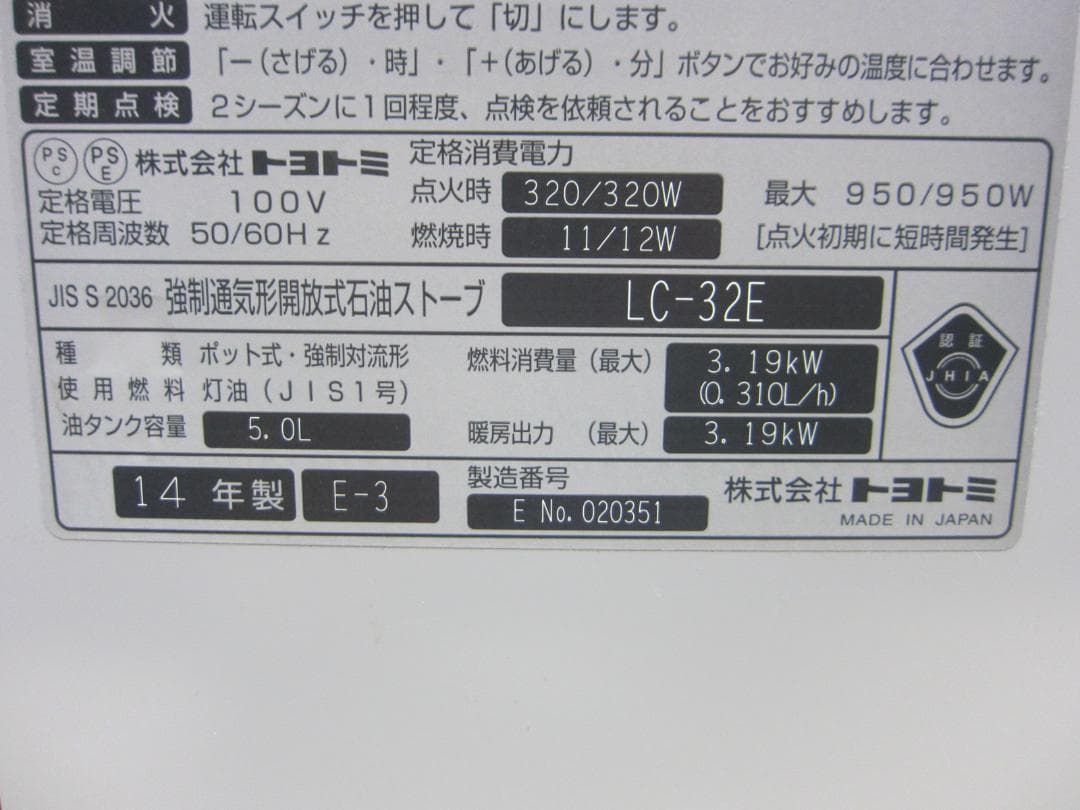 消火 運転スイッチを押して「切」にします。
室温調節 「－(さげる)・時」・「＋(あげる)・分」ボタンでお好みの温度に合わせます。
定期点検 2シーズンに1回程度、点検を依頼されることをおすすめします。
PSC PSE 株式会社トヨトミ
定格電圧 100V
定格周波数 50/60Hz
定格消費電力
点火時 320/320W 最大 950/950W
燃焼時 11/12W [点火初期に短時間発生]
JIS S 2036 強制通気形開放式石油ストーブ LC-32E
種類 ポット式・強制対流形
使用燃料 灯油(JIS1号)
油タンク容量 5.0L
燃料消費量(最大) 3.19kW
(0.310L/h)
暖房出力(最大) 3.19kW
認証
JHIA
14年製 E-3
製造番号
E No.020351
株式会社トヨトミ
MADE IN JAPAN